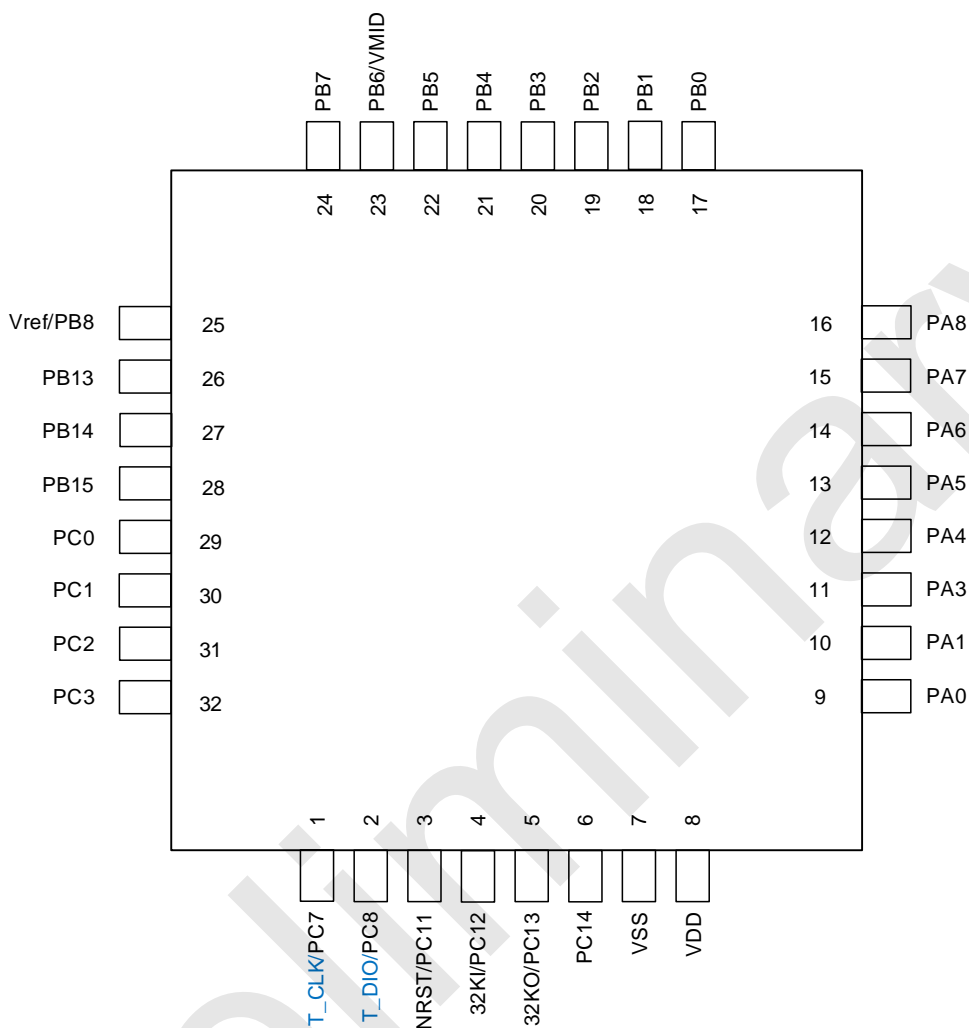 PB7
PB6/VMID
PB5
PB4
PB3
PB2
PB1
PB0
24
23
22
21
20
19
18
17
Vref/PB8 25
PB13 26
PB14 27
PB15 28
PC0 29
PC1 30
PC2 31
PC3 32
16 PA8
15 PA7
14 PA6
13 PA5
12 PA4
11 PA3
10 PA1
9 PA0
1
2
3
4
5
6
7
8
T_CLK/PC7
T_DIO/PC8
NRST/PC11
32KI/PC12
32KO/PC13
PC14
VSS
VDD